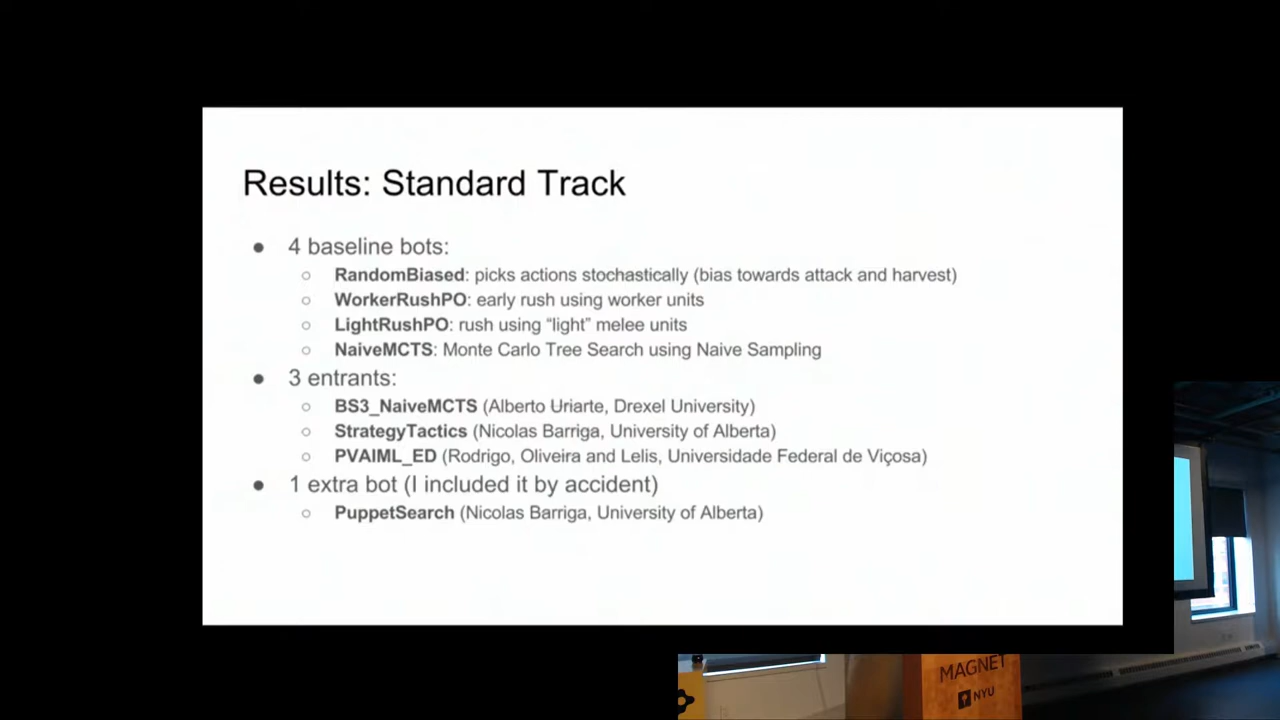 Results: Standard Track
● 4 baseline bots:
○ RandomBiased: picks actions stochastically (bias towards attack and harvest)
○ WorkerRushPO: early rush using worker units
○ LightRushPO: rush using “light” melee units
○ NaiveMCTS: Monte Carlo Tree Search using Naive Sampling
● 3 entrants:
○ BS3_NaiveMCTS (Alberto Uriarte, Drexel University)
○ StrategyTactics (Nicolas Barriga, University of Alberta)
○ PVAIML_ED (Rodrigo, Oliveira and Lelis, Universidade Federal de Viçosa)
● 1 extra bot (I included it by accident)
○ PuppetSearch (Nicolas Barriga, University of Alberta)
MAGNET
NYU